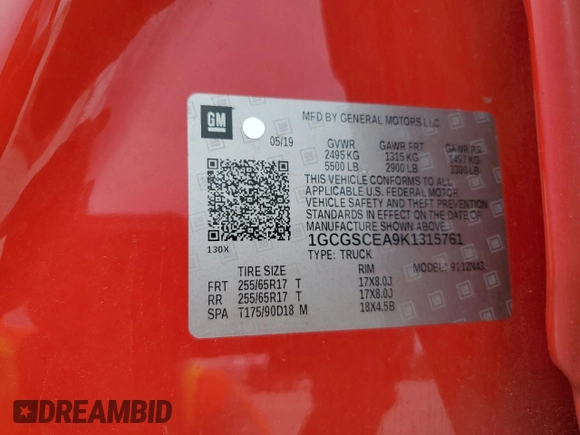 GM
MFD BY GENERAL MOTORS LLC
05/19
GVWR GAWR FRT GAWR RR
2495 KG 1315 KG
5500 LB 2900 LB LB
THIS VEHICLE CONFORMS TO ALL
APPLICABLE U.S. FEDERAL MOTOR
VEHICLE SAFETY AND THEFT PREVENTION
STANDARDS IN EFFECT ON THE DATE OF
MANUFACTURE SHOWN ABOVE.
1GCGSCEA9K1315761
130X
TYPE: TRUCK MODEL:
TIRE SIZE RIM
FRT 255/65R17 T 17X8.0J
RR 255/65R17 T 17X8.0J
SPA T175/90D18 M 18X4.5B
DREAMBID